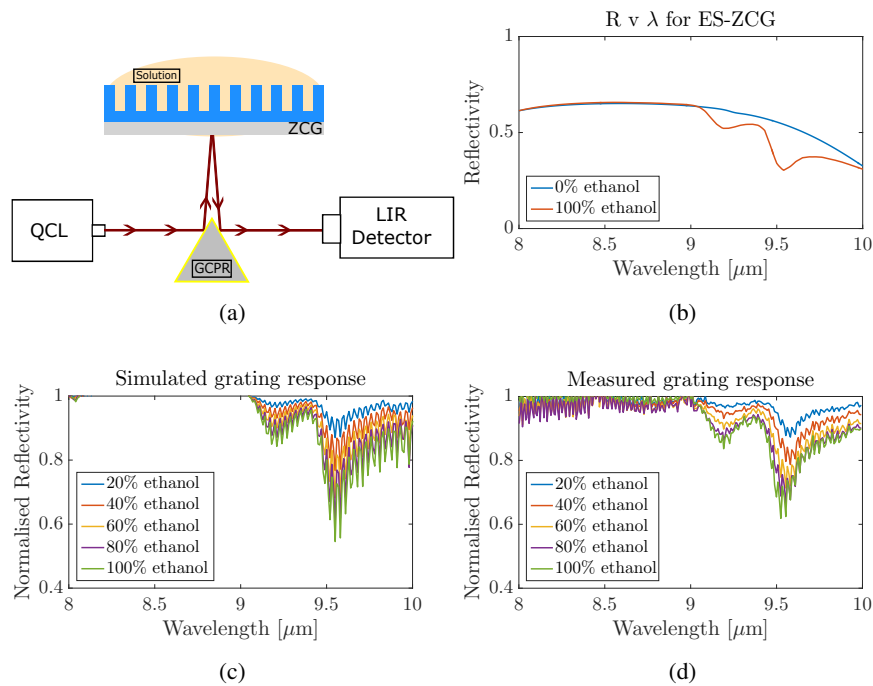 Solution
ZCG
QCL
GCPR
LIR
Detector
(a)
R v λ for ES-ZCG
Reflectivity
1
0.5
0
0% ethanol
100% ethanol
8
8.5
9
9.5
10
Wavelength [μm]
(b)
Simulated grating response
Normalised Reflectivity
1
0.8
0.6
0.4
20% ethanol
40% ethanol
60% ethanol
80% ethanol
100% ethanol
8
8.5
9
9.5
10
Wavelength [μm]
(c)
Measured grating response
Normalised Reflectivity
1
0.8
0.6
0.4
20% ethanol
40% ethanol
60% ethanol
80% ethanol
100% ethanol
8
8.5
9
9.5
10
Wavelength [μm]
(d)